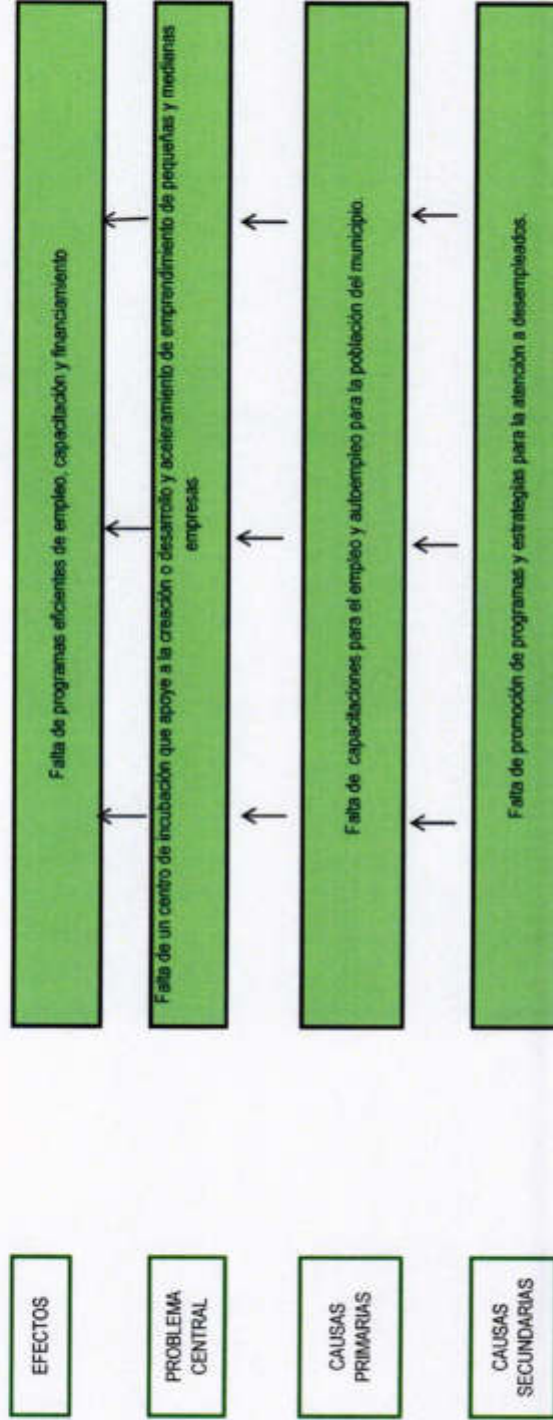 EFECTOS
Falta de programas eficientes de empleo, capacitación y financiamiento
PROBLEMA
CENTRAL
Falta de un centro de incubación que apoye a la creación o desarrollo y aceleramiento de emprendimiento de pequeñas y medianas
empresas.
CAUSAS
PRIMARIAS
Falta de capacitaciones para el empleo y autoempleo para la población del municipio.
CAUSAS
SECUNDARIAS
Falta de promoción de programas y estrategias para la atención a desempleados.